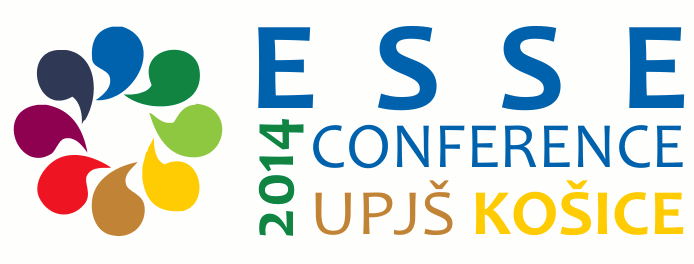 ESSE
2014
CONFERENCE
UPJŠ KOŠICE